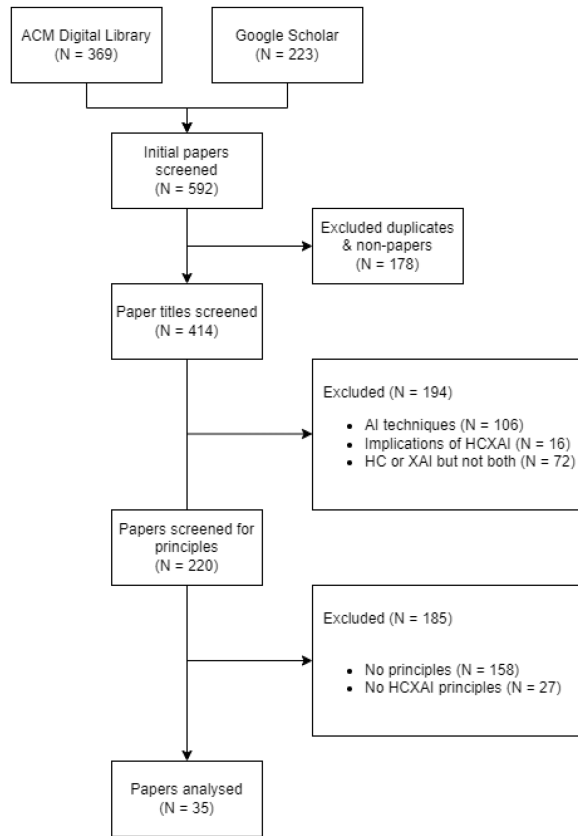 ACM Digital Library
(N = 369)
Google Scholar
(N = 223)
Initial papers
screened
(N = 592)
Excluded duplicates
& non-papers
(N = 178)
Paper titles screened
(N = 414)
Excluded (N = 194)
• AI techniques (N = 106)
• Implications of HCXAI (N = 16)
• HC or XAI but not both (N = 72)
Papers screened for
principles
(N = 220)
Excluded (N = 185)
• No principles (N = 158)
• No HCXAI principles (N = 27)
Papers analysed
(N = 35)